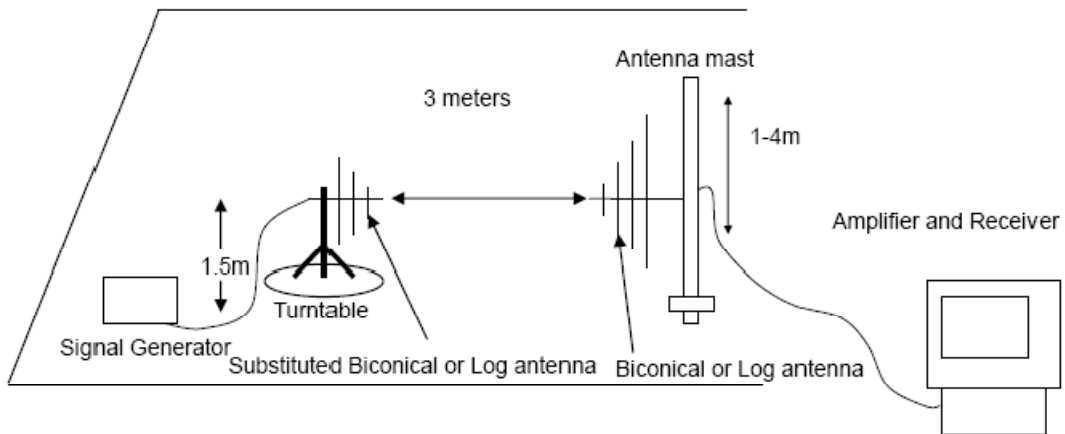 Antenna mast
3 meters
1-4m
Amplifier and Receiver
1.5m
Turntable
Signal Generator
Substituted Biconical or Log antenna
Biconical or Log antenna